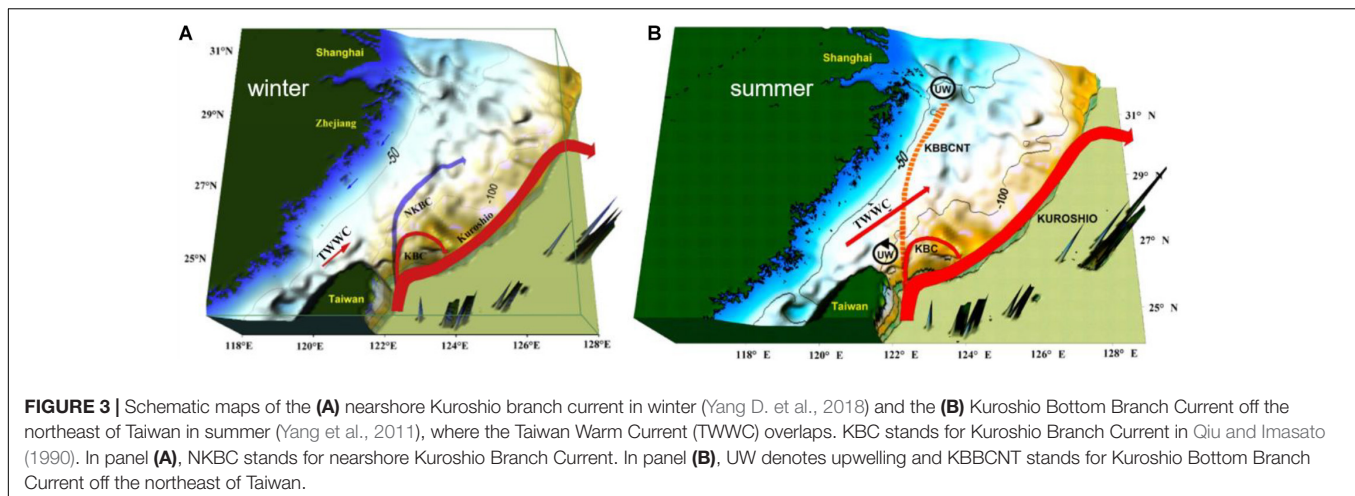 A
31°N
Shanghai
winter
29°N
Zhejiang
-50
27°N
NKBC
-100
TWWC
Kuroshio
KBC
25°N
Taiwan
118°E
120°E
122°E
124°E
126°E
128°E
B
Shanghai
summer
UW
31° N
KBBCNT
-50
29° N
TWWC
-100
KUROSHIO
27° N
KBC
UW
Taiwan
25° N
118° E
120° E
122° E
124° E
126° E
128° E
FIGURE 3 | Schematic maps of the (A) nearshore Kuroshio branch current in winter (Yang D. et al., 2018) and the (B) Kuroshio Bottom Branch Current off the
northeast of Taiwan in summer (Yang et al., 2011), where the Taiwan Warm Current (TWWC) overlaps. KBC stands for Kuroshio Branch Current in Qiu and Imasato
(1990). In panel (A), NKBC stands for nearshore Kuroshio Branch Current. In panel (B), UW denotes upwelling and KBBCNT stands for Kuroshio Bottom Branch
Current off the northeast of Taiwan.